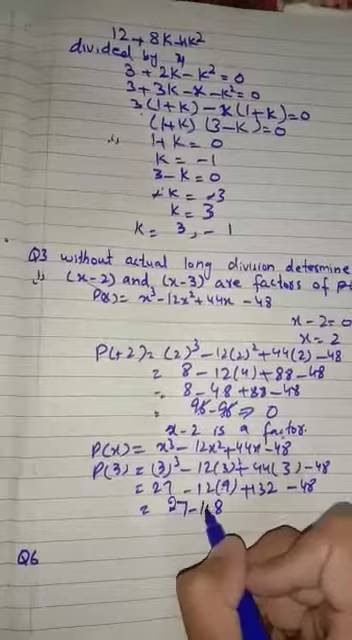 12+8K-4K²
divided by 4
3+2K-K²=0
3+3K-K-K²=0
3(1+K)-K(1+K)=0
(1+K)(3-K)=0
1+K=0
K=-1
3-K=0
-K=-3
K=3
K=3,-1
Q3 without actual long division determine
(x-2) and (x-3) are factors of
P(x)=x³-12x²+44x-48
x-2=0
x=2
P(+2)=(2)³-12(2)²+44(2)-48
= 8-12(4)+88-48
= 8-48+88-48
= 96-96 => 0
x-2 is a factor.
P(x)=x³-12x²+44x-48
P(3)=(3)³-12(3)²+44(3)-48
=27-12(9)+132-48
= 27-108
Q6